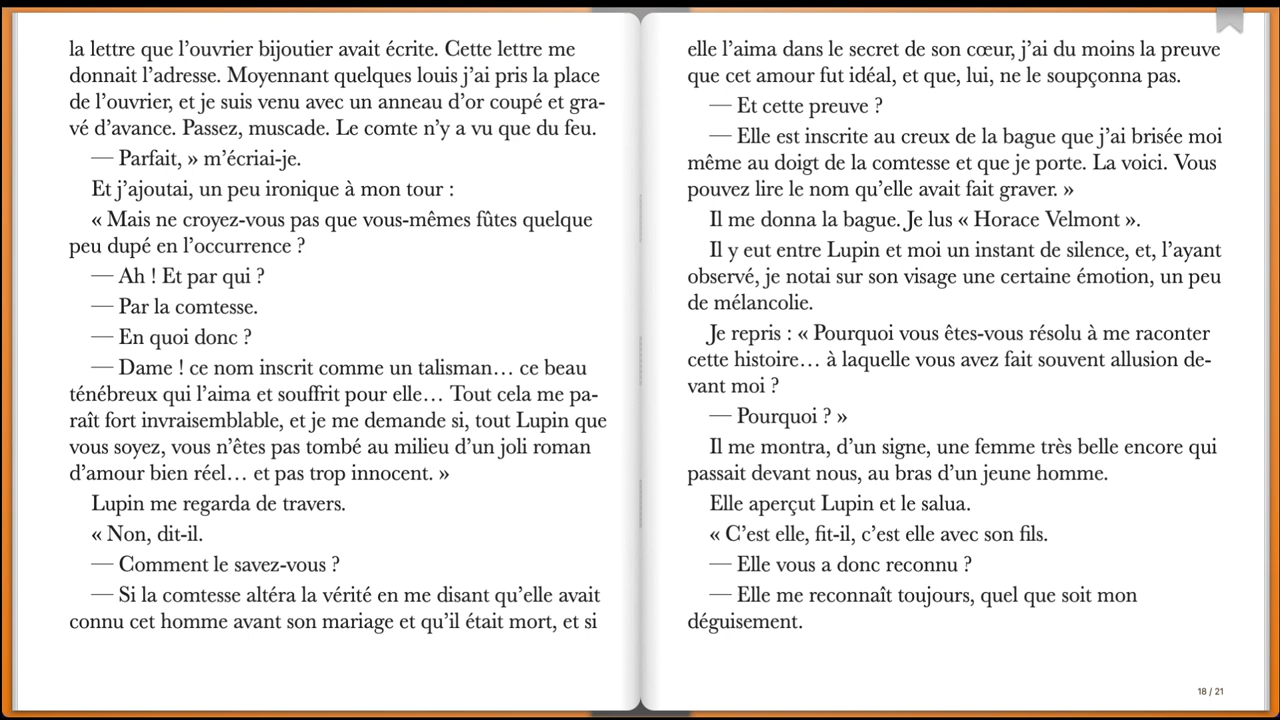 la lettre que l’ouvrier bijoutier avait écrite. Cette lettre me
donnait l’adresse. Moyennant quelques louis j’ai pris la place
de l’ouvrier, et je suis venu avec un anneau d’or coupé et gra-
vé d’avance. Passez, muscade. Le comte n’y a vu que du feu.
— Parfait, » m’écriai-je.
Et j’ajoutai, un peu ironique à mon tour :
« Mais ne croyez-vous pas que vous-mêmes fûtes quelque
peu dupé en l’occurrence ?
— Ah ! Et par qui ?
— Par la comtesse.
— En quoi donc ?
— Dame ! ce nom inscrit comme un talisman… ce beau
ténébreux qui l’aima et souffrit pour elle… Tout cela me pa-
raît fort invraisemblable, et je me demande si, tout Lupin que
vous soyez, vous n’êtes pas tombé au milieu d’un joli roman
d’amour bien réel… et pas trop innocent. »
Lupin me regarda de travers.
« Non, dit-il.
— Comment le savez-vous ?
— Si la comtesse altéra la vérité en me disant qu’elle avait
connu cet homme avant son mariage et qu’il était mort, et si
elle l’aima dans le secret de son cœur, j’ai du moins la preuve
que cet amour fut idéal, et que, lui, ne le soupçonna pas.
— Et cette preuve ?
— Elle est inscrite au creux de la bague que j’ai brisée moi
même au doigt de la comtesse et que je porte. La voici. Vous
pouvez lire le nom qu’elle avait fait graver. »
Il me donna la bague. Je lus « Horace Velmont ».
Il y eut entre Lupin et moi un instant de silence, et, l’ayant
observé, je notai sur son visage une certaine émotion, un peu
de mélancolie.
Je repris : « Pourquoi vous êtes-vous résolu à me raconter
cette histoire… à laquelle vous avez fait souvent allusion de-
vant moi ?
— Pourquoi ? »
Il me montra, d’un signe, une femme très belle encore qui
passait devant nous, au bras d’un jeune homme.
Elle aperçut Lupin et le salua.
« C’est elle, fit-il, c’est elle avec son fils.
— Elle vous a donc reconnu ?
— Elle me reconnaît toujours, quel que soit mon
déguisement.
18 / 21